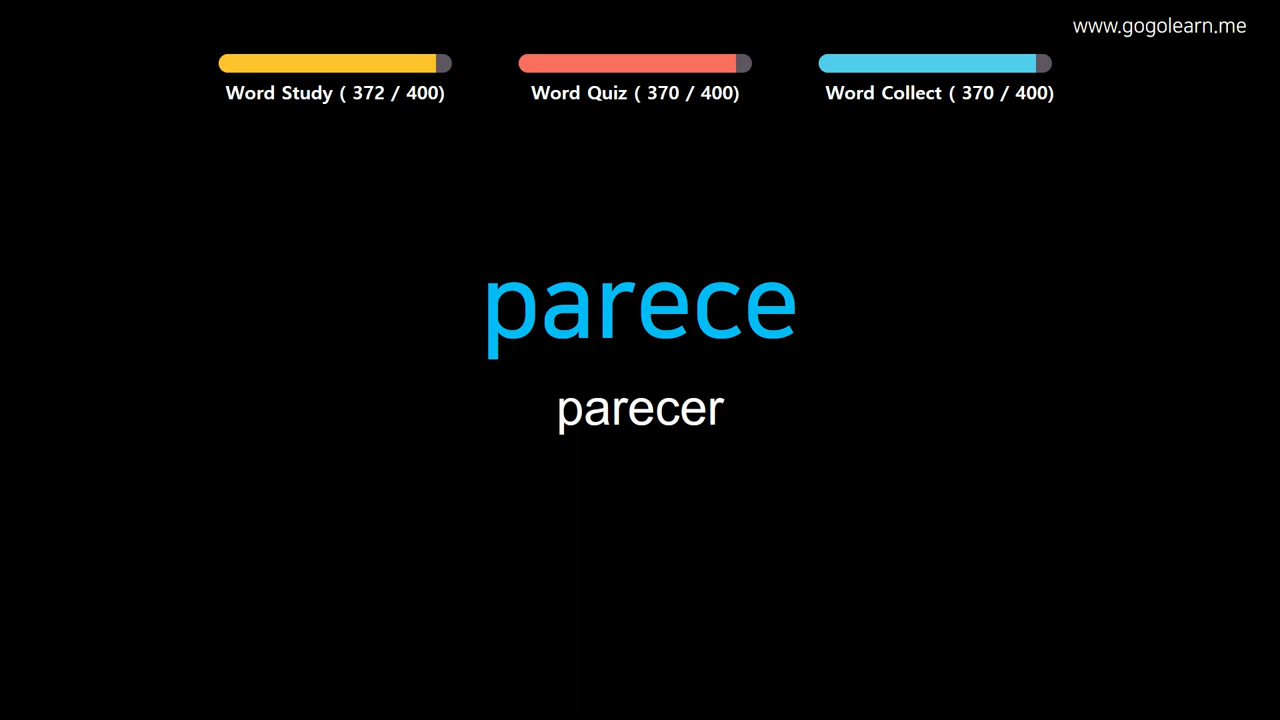 www.gogolearn.me
Word Study ( 372 / 400)
Word Quiz ( 370 / 400)
Word Collect ( 370 / 400)
parece
parecer